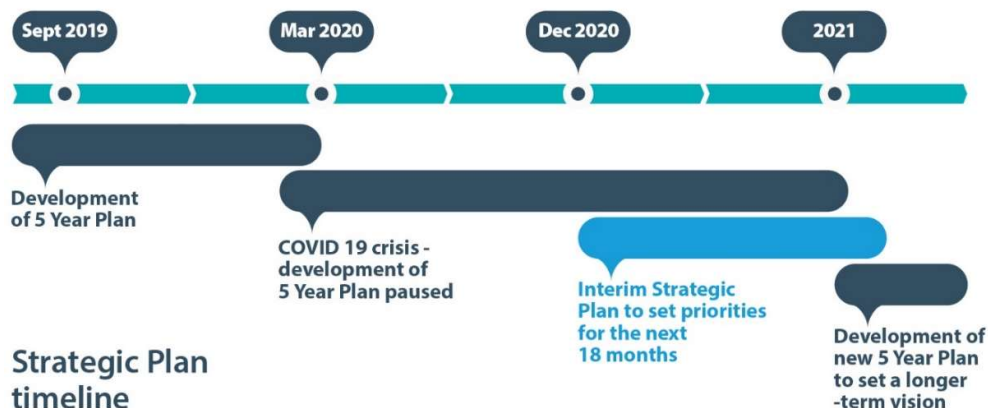 Sept 2019
Mar 2020
Dec 2020
2021
Development
of 5 Year Plan
COVID 19 crisis -
development of
5 Year Plan paused
Interim Strategic
Plan to set priorities
for the next
18 months
Development of
new 5 Year Plan
to set a longer
-term vision
Strategic Plan
timeline